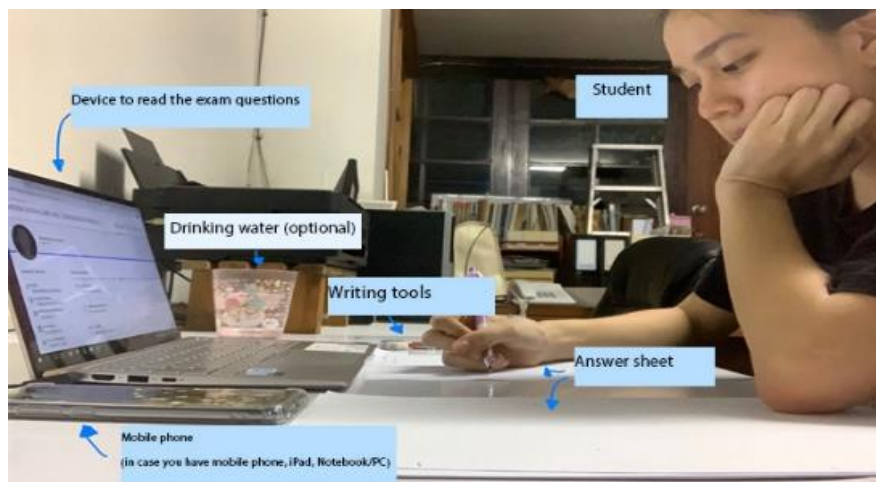 Device to read the exam questions
Student
Drinking water (optional)
Writing tools
Answer sheet
Mobile phone
(in case you have mobile phone, iPad, Notebook/PC)